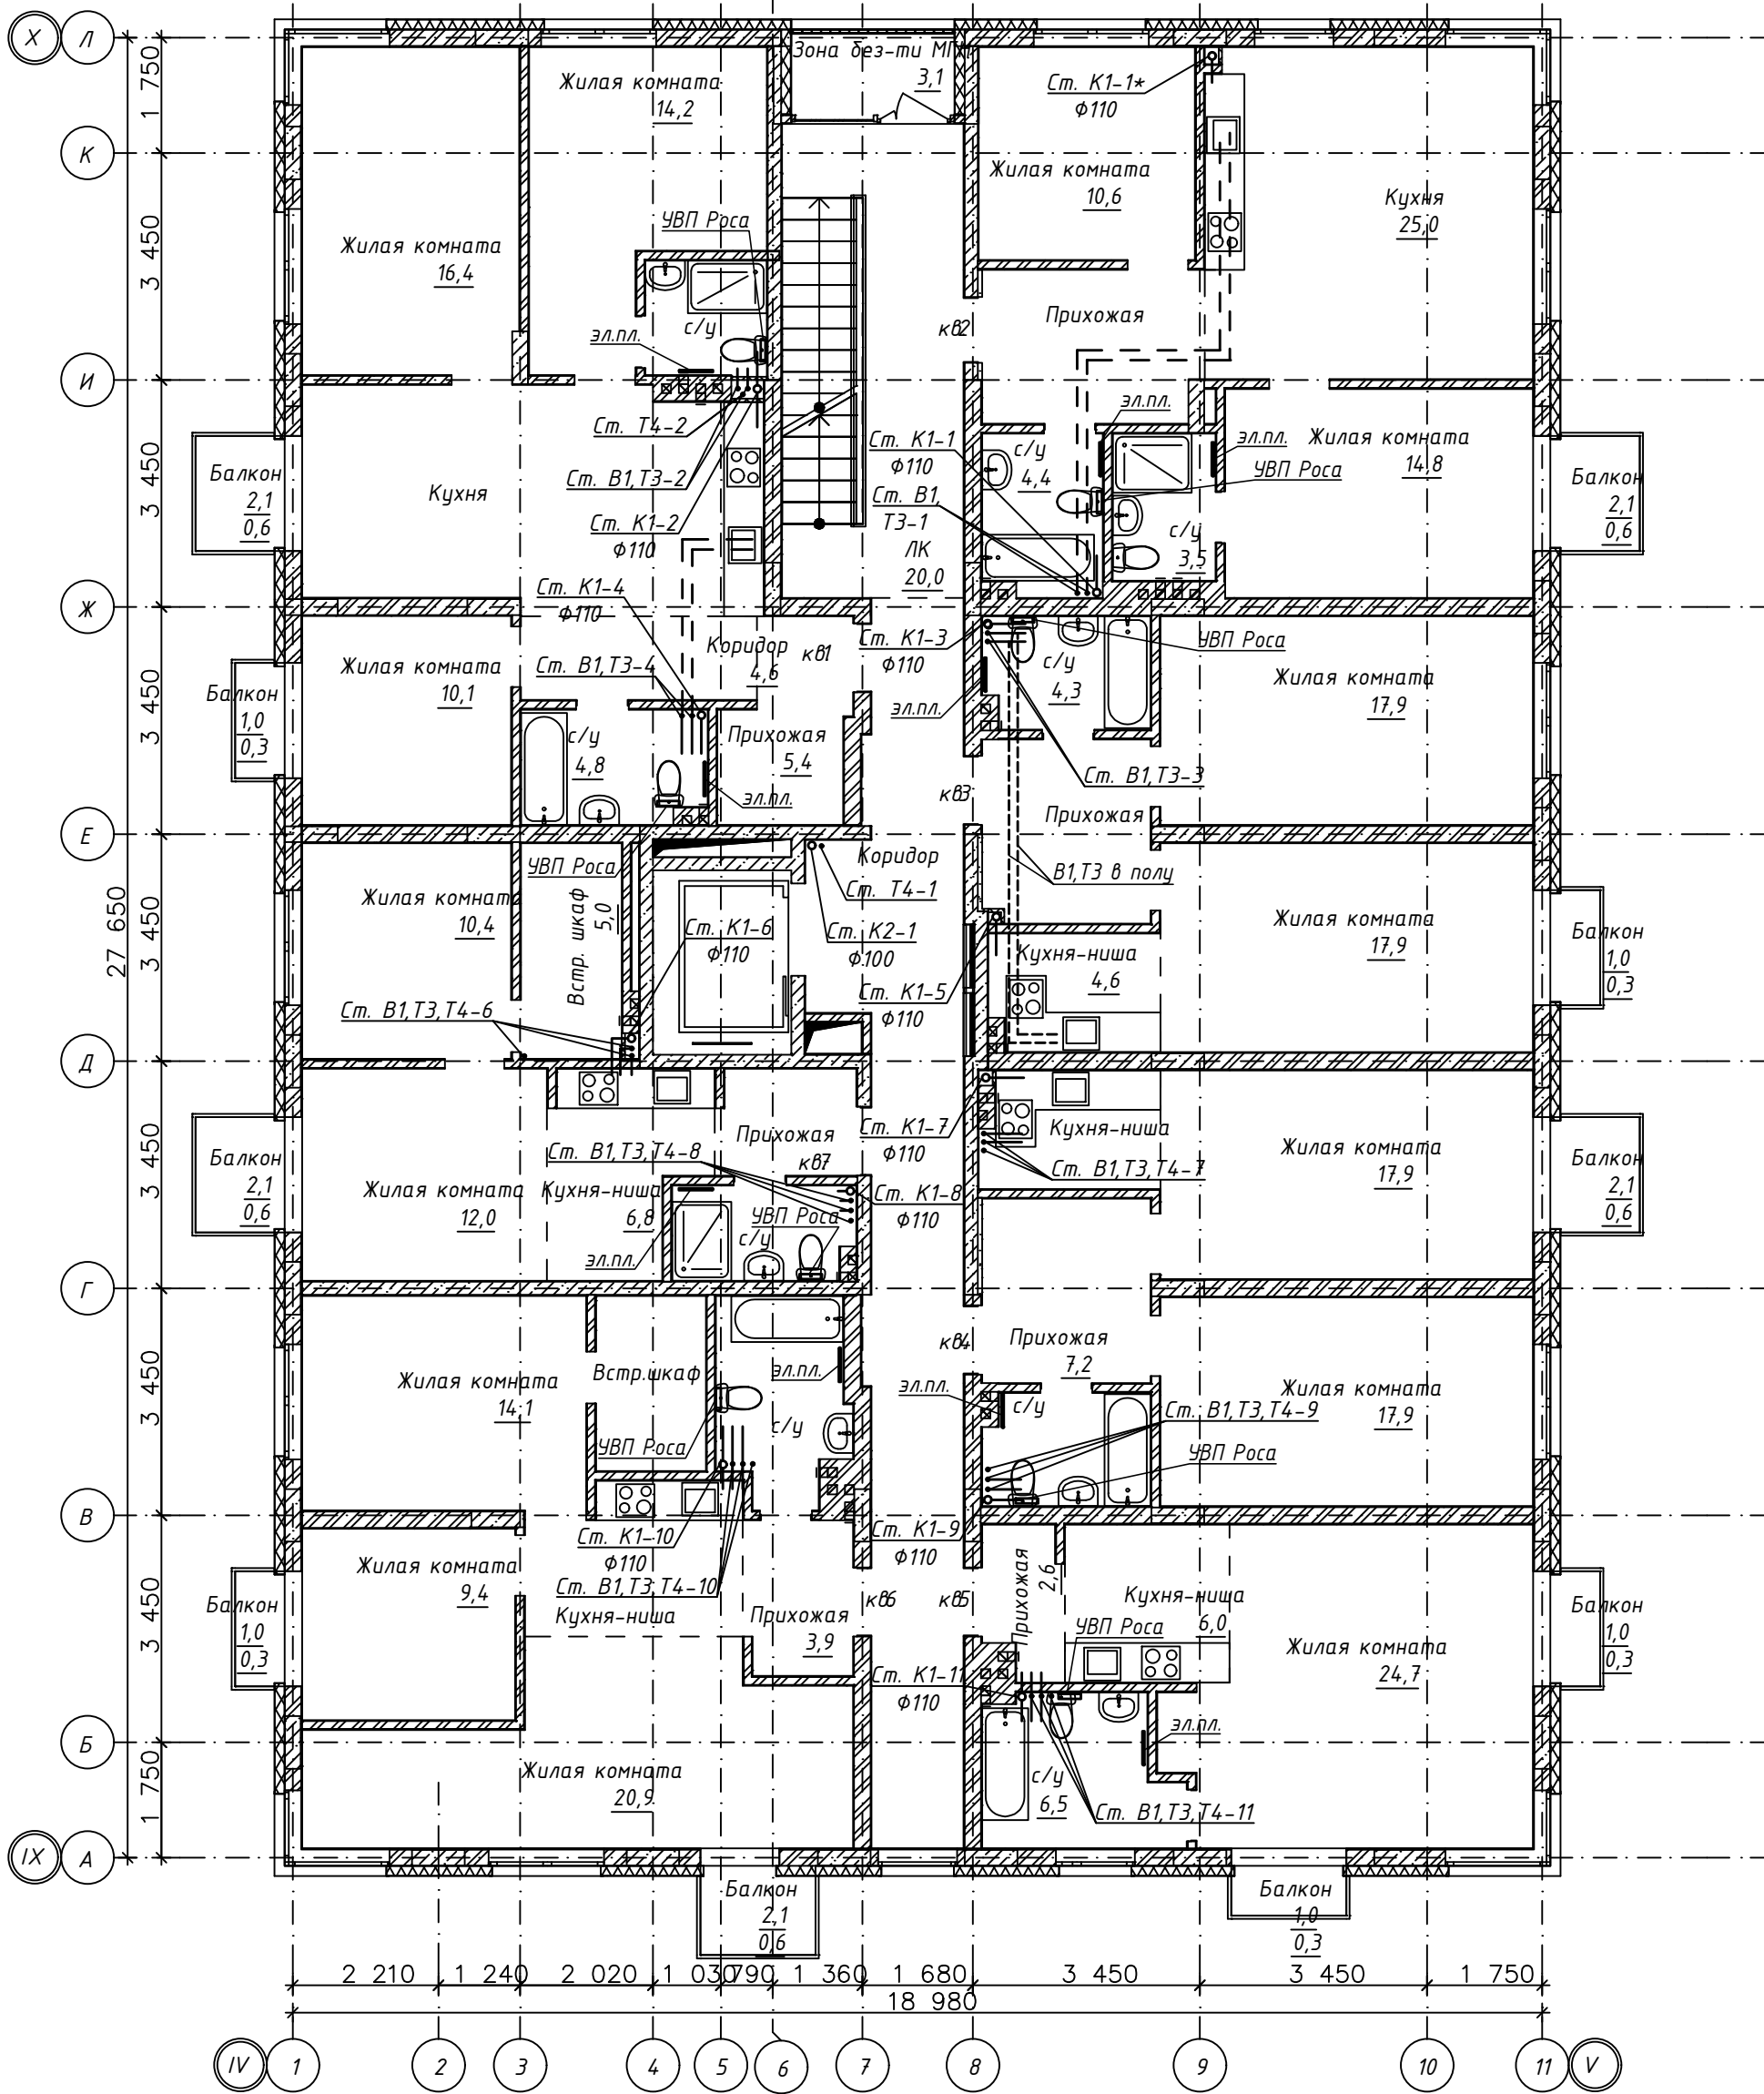 X
Л
К
И
Ж
Е
Д
Г
В
Б
IX
А
1 750
3 450
3 450
3 450
3 450
3 450
3 450
3 450
1 750
27 650
Жилая комната
16,4
Жилая комната
14,2
Зона без-ти МГН
3,1
Ст. К1-1*
Ф110
Жилая комната
10,6
Кухня
25,0
УВП Роса
с/у
эл.пл.
кв2
Прихожая
Ст. Т4-2
Ст. В1,Т3-2
Ст. К1-2
Ф110
Кухня
Балкон
2,1
0,6
Ст. К1-1
Ф110
Ст. В1,
Т3-1
ЛК
20,0
с/у
4,4
эл.пл.
эл.пл.
УВП Роса
с/у
3,5
Жилая комната
14,8
Балкон
2,1
0,6
Ст. К1-4
Ф110
Ст. В1,Т3-4
Коридор
4,6
кв1
Жилая комната
10,1
Балкон
1,0
0,3
с/у
4,8
Прихожая
5,4
эл.пл.
Ст. К1-3
Ф110
эл.пл.
с/у
4,3
УВП Роса
Жилая комната
17,9
Ст. В1,Т3-3
кв3
Прихожая
В1,Т3 в полу
УВП Роса
Жилая комната
10,4
Встр. шкаф
5,0
Ст. К1-6
Ф110
Коридор
Ст. Т4-1
Ст. К2-1
Ф100
Ст. В1,Т3,Т4-6
Ст. К1-5
Ф110
Кухня-ниша
4,6
Жилая комната
17,9
Балкон
1,0
0,3
Прихожая
кв7
Ст. В1,Т3,Т4-8
Жилая комната
12,0
Кухня-ниша
6,8
Балкон
2,1
0,6
УВП Роса
с/у
эл.пл.
Ст. К1-7
Ф110
Ст. К1-8
Ф110
Кухня-ниша
Ст. В1,Т3,Т4-7
Жилая комната
17,9
Балкон
2,1
0,6
Жилая комната
14,1
Встр.шкаф
эл.пл.
с/у
УВП Роса
кв4
Прихожая
7,2
эл.пл.
с/у
Ст. В1,Т3,Т4-9
УВП Роса
Жилая комната
17,9
Ст. К1-10
Ф110
Ст. В1,Т3,Т4-10
Кухня-ниша
Жилая комната
9,4
Балкон
1,0
0,3
Прихожая
3,9
кв6
Ст. К1-9
Ф110
кв5
Прихожая
2,6
Кухня-ниша
6,0
УВП Роса
Жилая комната
24,7
Балкон
1,0
0,3
Ст. К1-11
Ф110
эл.пл.
с/у
6,5
Ст. В1,Т3,Т4-11
Жилая комната
20,9
Балкон
2,1
0,6
Балкон
1,0
0,3
2 210 1 240 2 020 1 030 790 1 360 1 680 3 450 3 450 1 750
18 980
IV 1 2 3 4 5 6 7 8 9 10 11 V